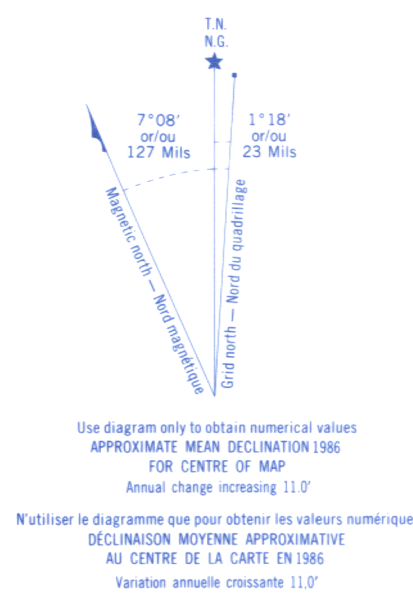 T.N.
N.G.
7°08′
or/ou
127 Mils
1°18′
or/ou
23 Mils
Magnetic north — Nord magnétique
Grid north — Nord du quadrillage
Use diagram only to obtain numerical values
APPROXIMATE MEAN DECLINATION 1986
FOR CENTRE OF MAP
Annual change increasing 11.0′
N'utiliser le diagramme que pour obtenir les valeurs numérique
DÉCLINAISON MOYENNE APPROXIMATIVE
AU CENTRE DE LA CARTE EN 1986
Variation annuelle croissante 11,0′